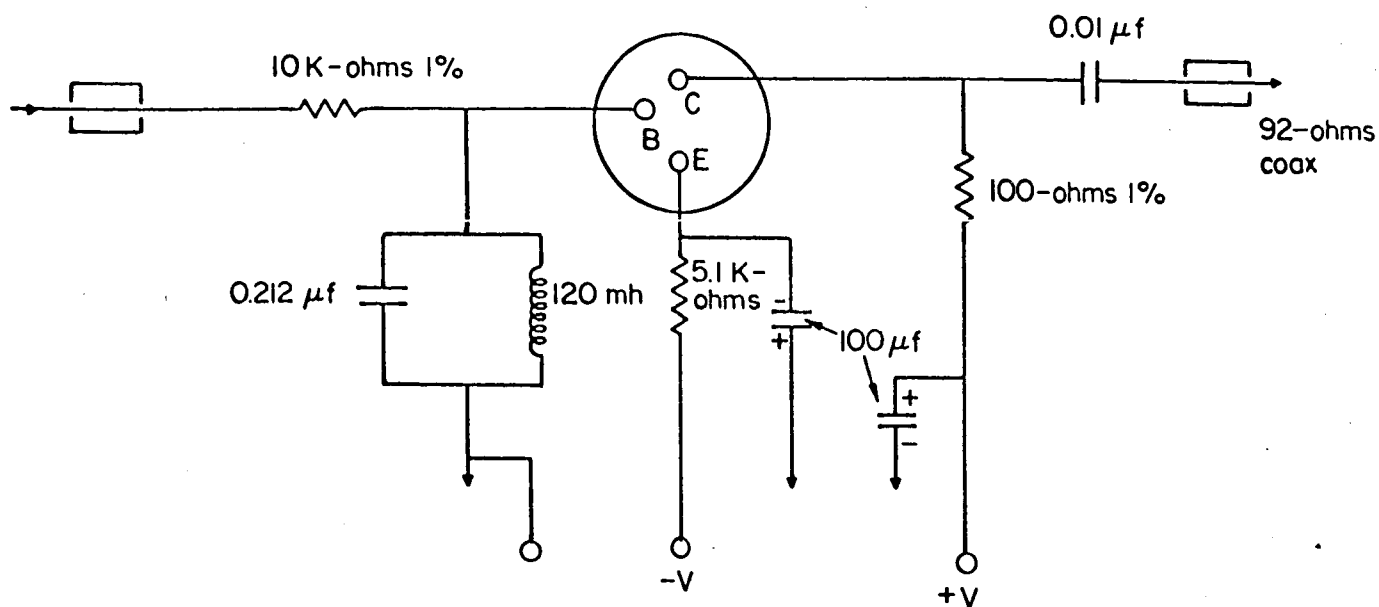 0.01 μf
10 K-ohms 1%
C
B
E
92-ohms
coax
100-ohms 1%
0.212 μf
120 mh
5.1 K-
ohms
-
+
100 μf
+
-
-V
+V